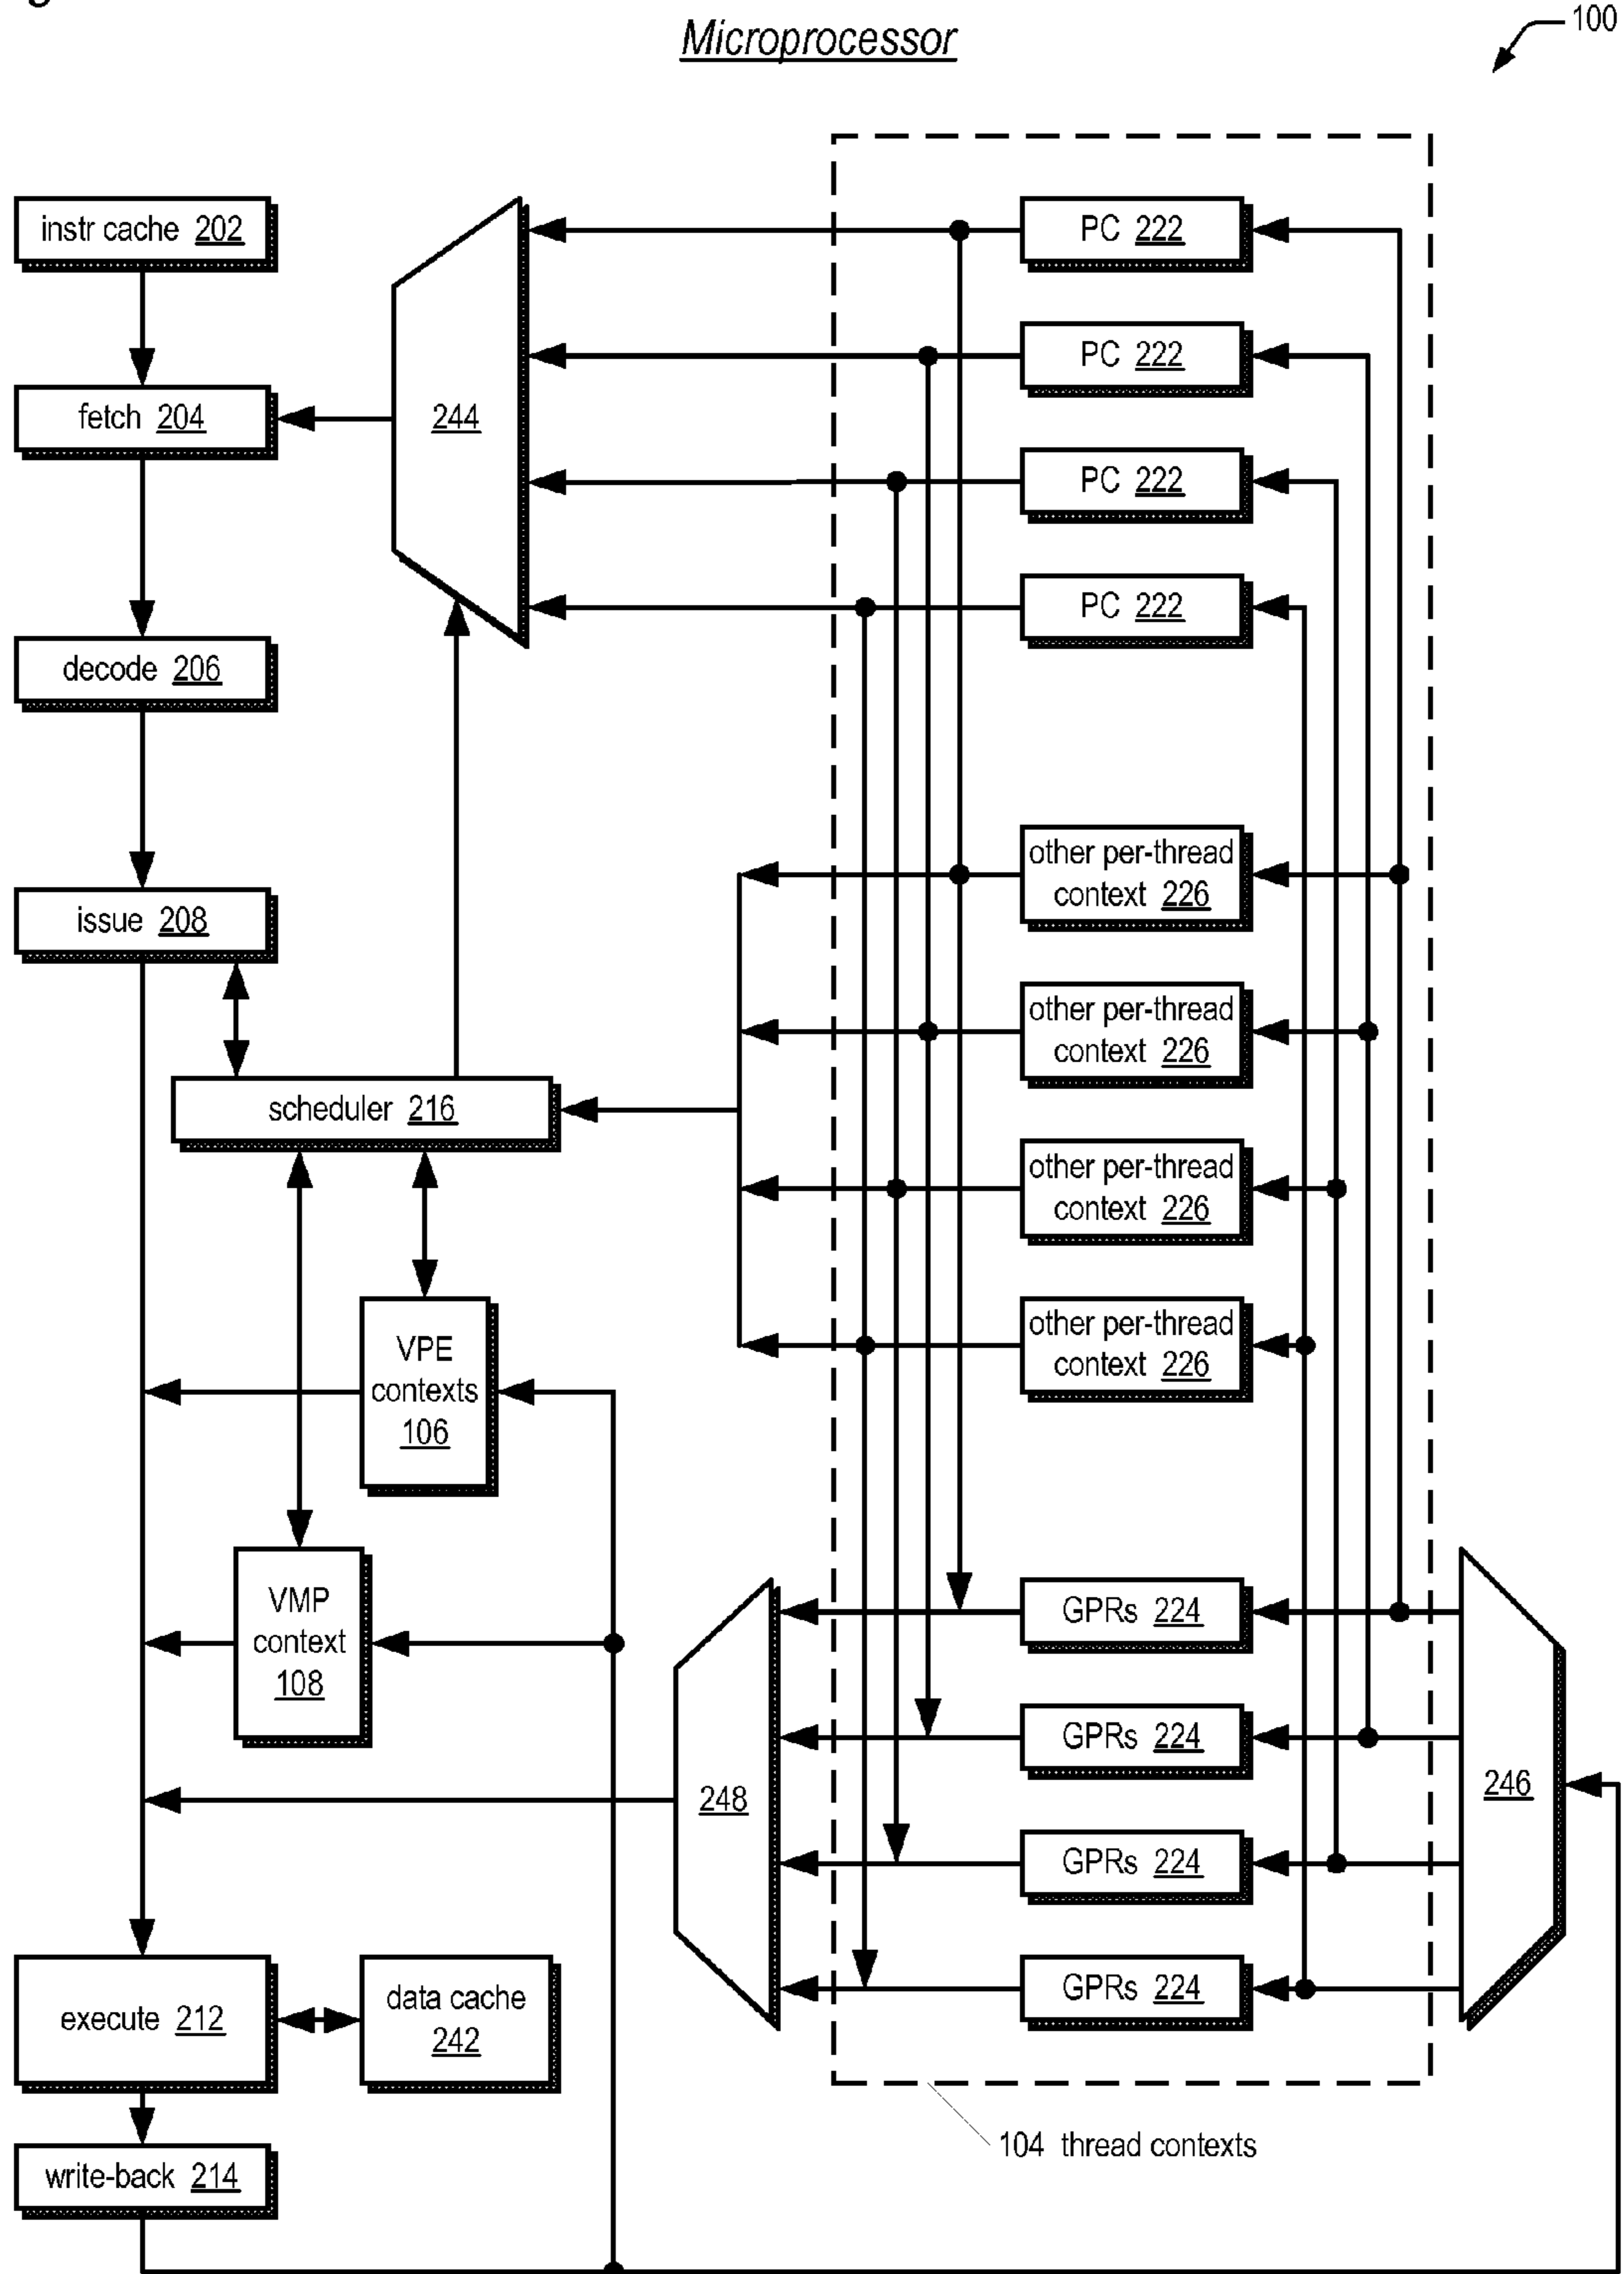 Microprocessor
100
instr cache 202
PC 222
fetch 204
244
PC 222
PC 222
PC 222
decode 206
other per-thread
context 226
issue 208
other per-thread
context 226
scheduler 216
other per-thread
context 226
other per-thread
context 226
VPE
contexts
106
VMP
context
108
GPRs 224
GPRs 224
248
246
GPRs 224
GPRs 224
execute 212
data cache
242
104 thread contexts
write-back 214